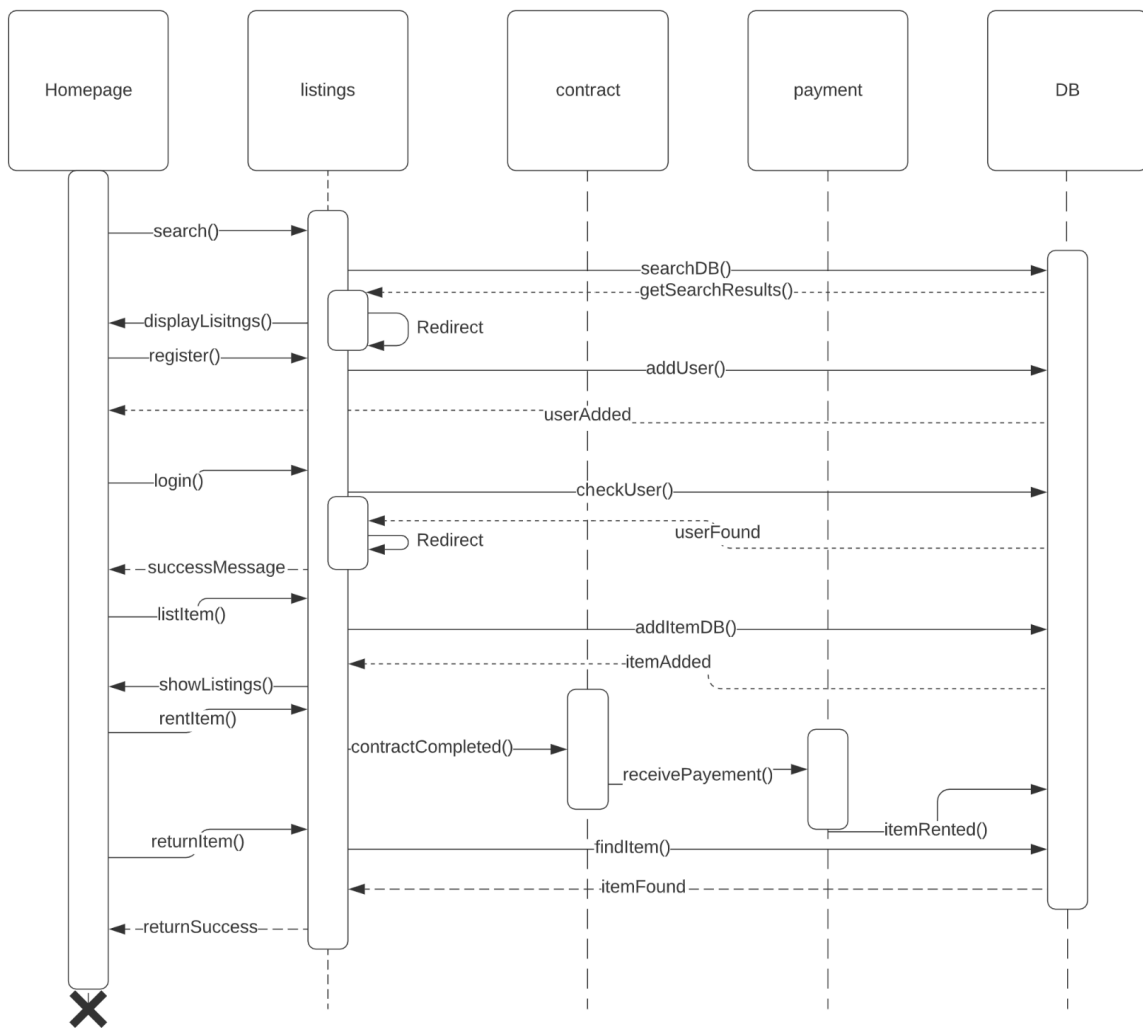 Homepage
listings
contract
payment
DB
search()
searchDB()
getSearchResults()
displayLisitngs()
Redirect
register()
addUser()
userAdded
login()
checkUser()
userFound
Redirect
successMessage
listItem()
addItemDB()
itemAdded
showListings()
rentItem()
contractCompleted()
receivePayement()
itemRented()
returnItem()
findItem()
itemFound
returnSuccess